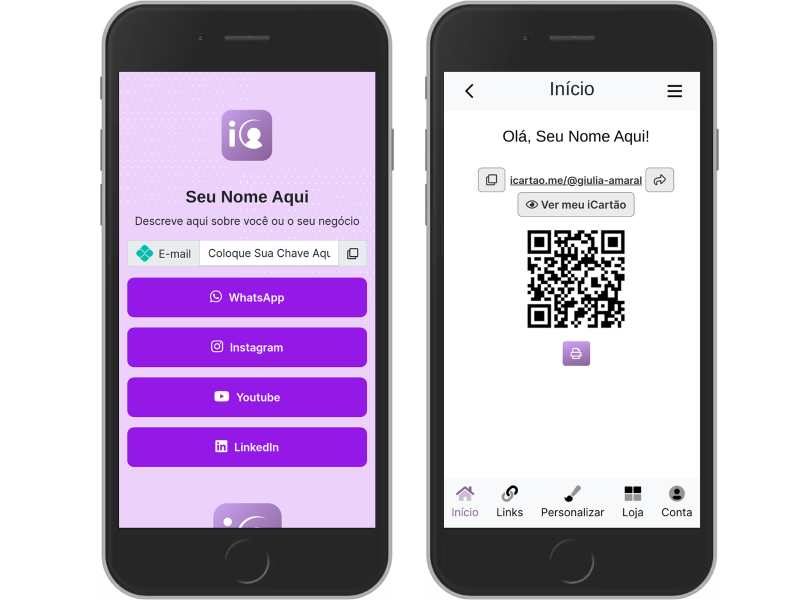 iC
Seu Nome Aqui
Descreve aqui sobre você ou o seu negócio
E-mail
Coloque Sua Chave Aqu
WhatsApp
Instagram
Youtube
LinkedIn
Início
Olá, Seu Nome Aqui!
icartao.me/@giulia-amaral
Ver meu iCartão
Início Links Personalizar Loja Conta